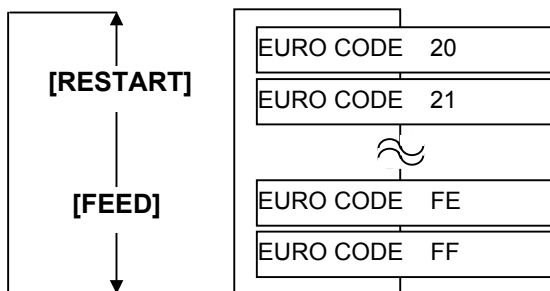 EURO CODE 20
[RESTART]
EURO CODE 21
[FEED]
EURO CODE FE
EURO CODE FF